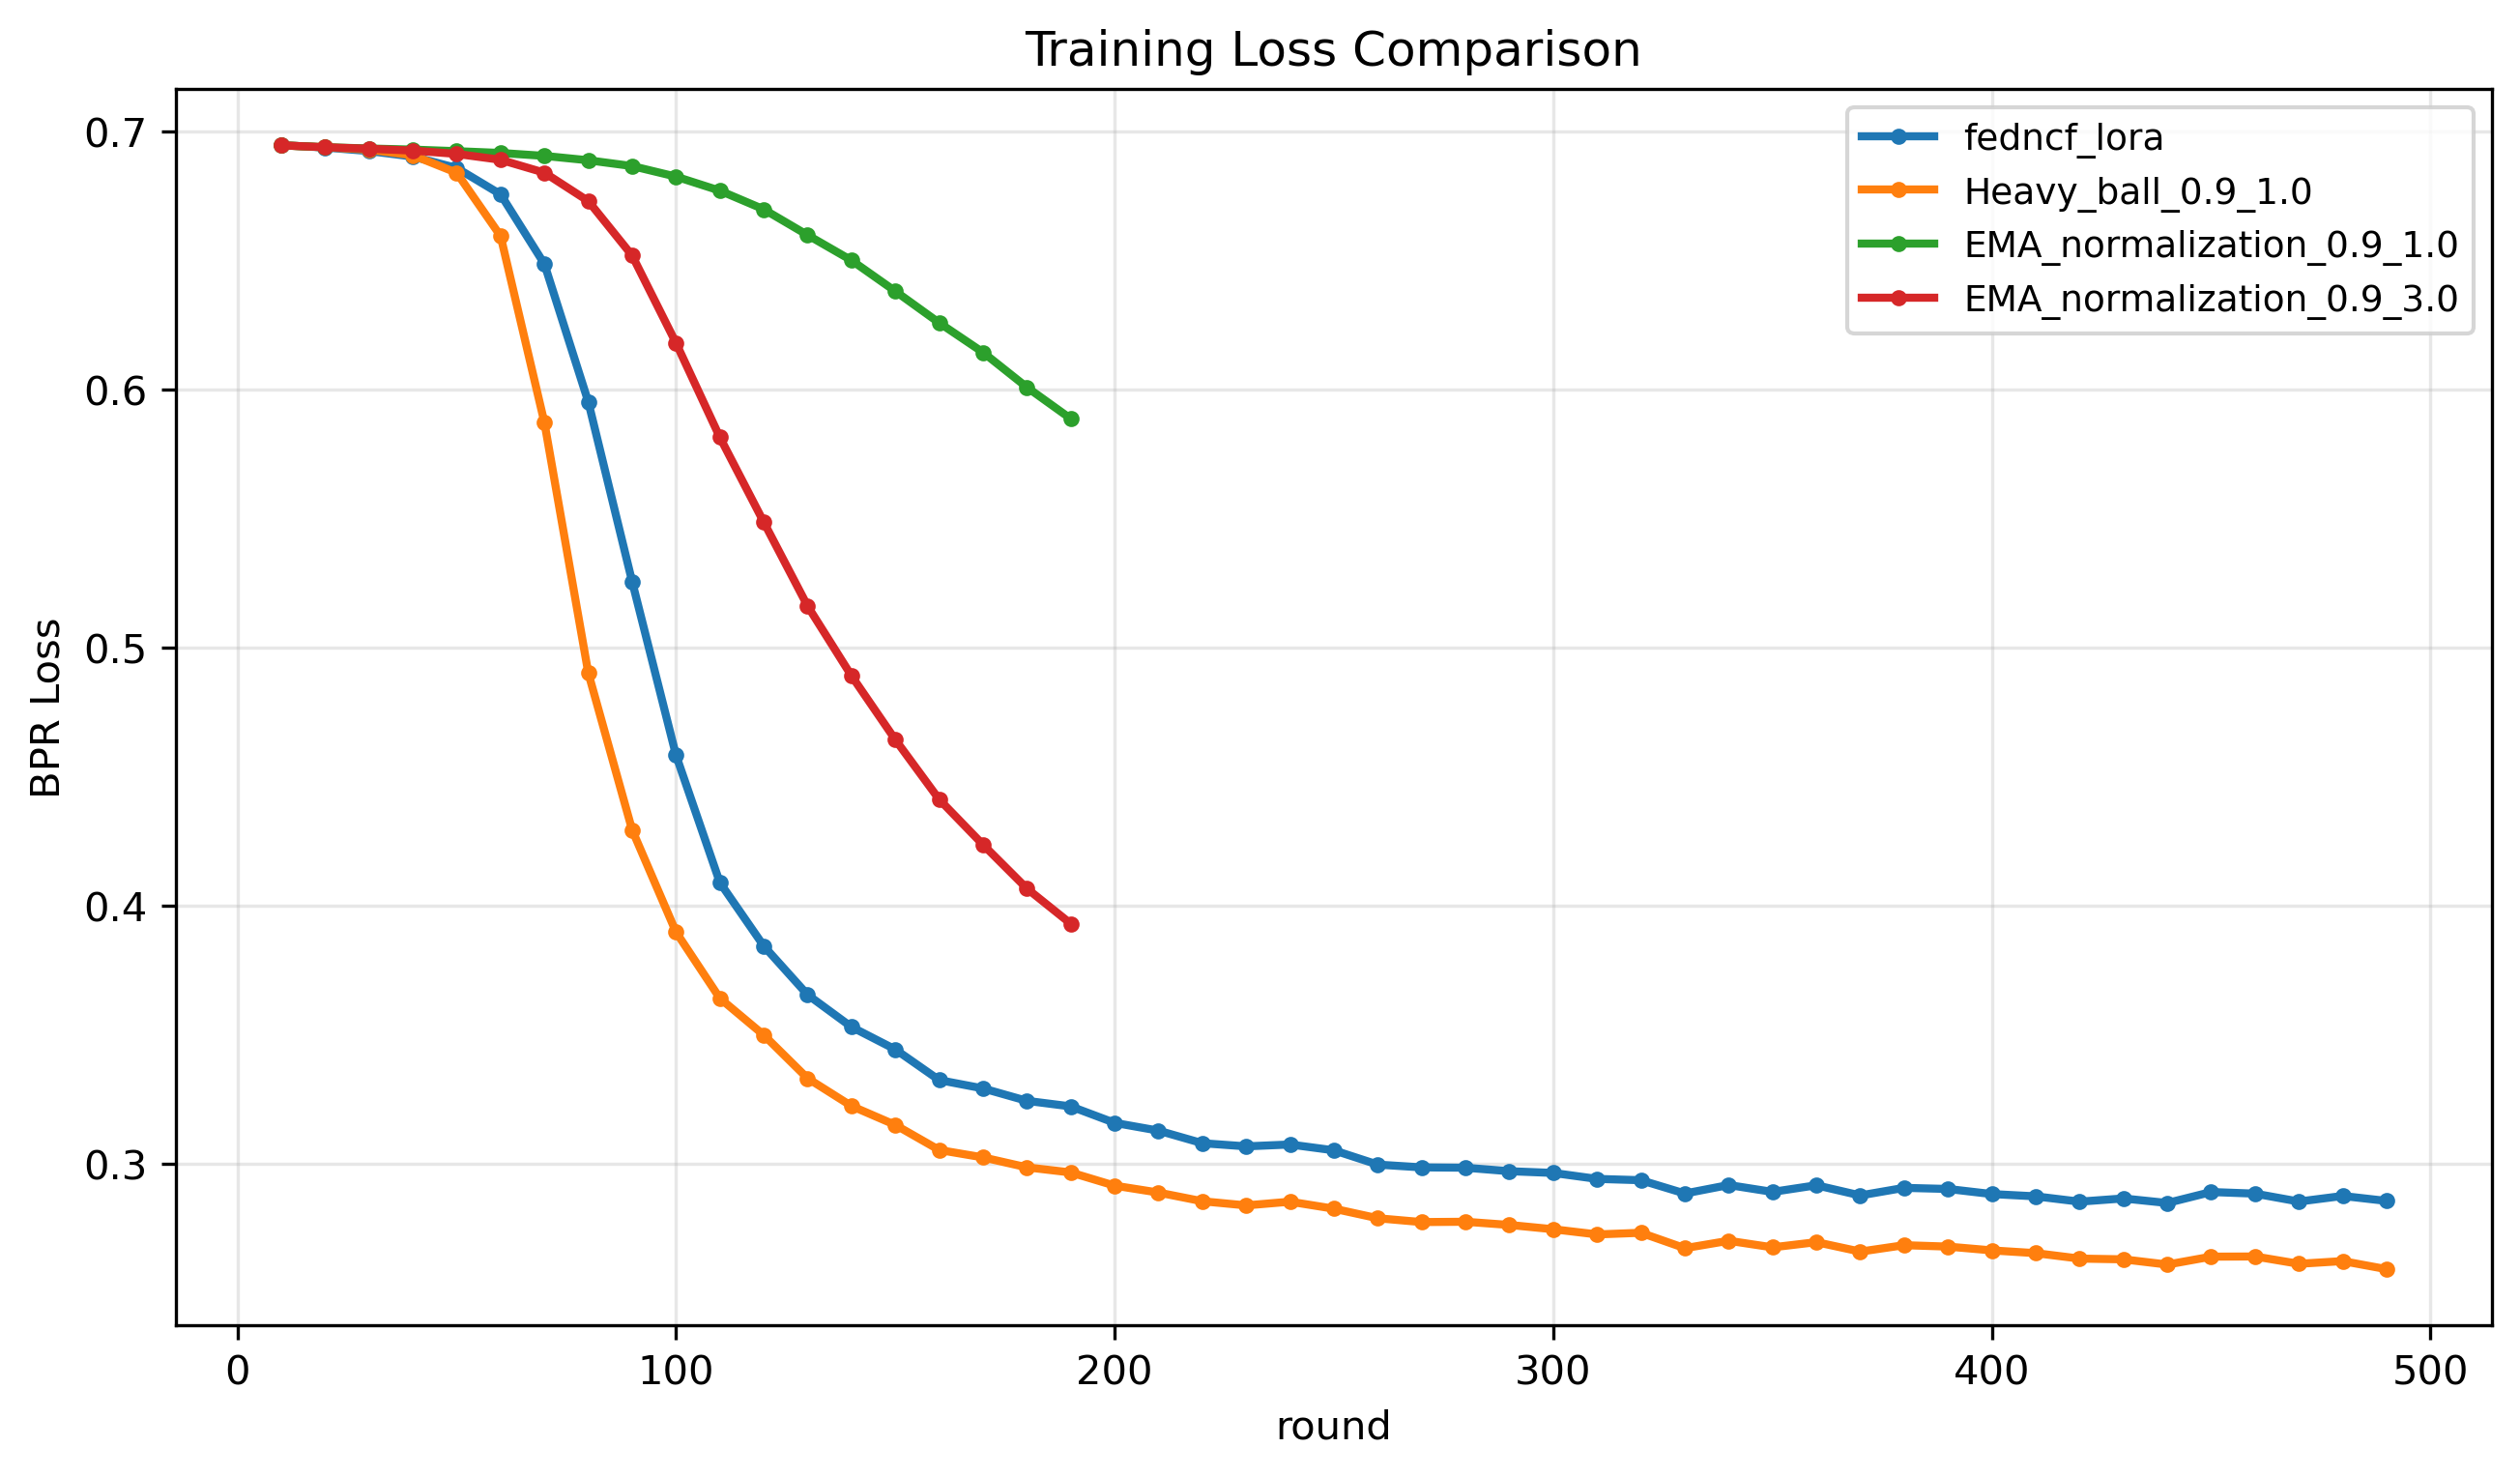 Training Loss Comparison
fedncf_lora
Heavy_ball_0.9_1.0
EMA_normalization_0.9_1.0
EMA_normalization_0.9_3.0
BPR Loss
0.7
0.6
0.5
0.4
0.3
0 100 200 300 400 500
round